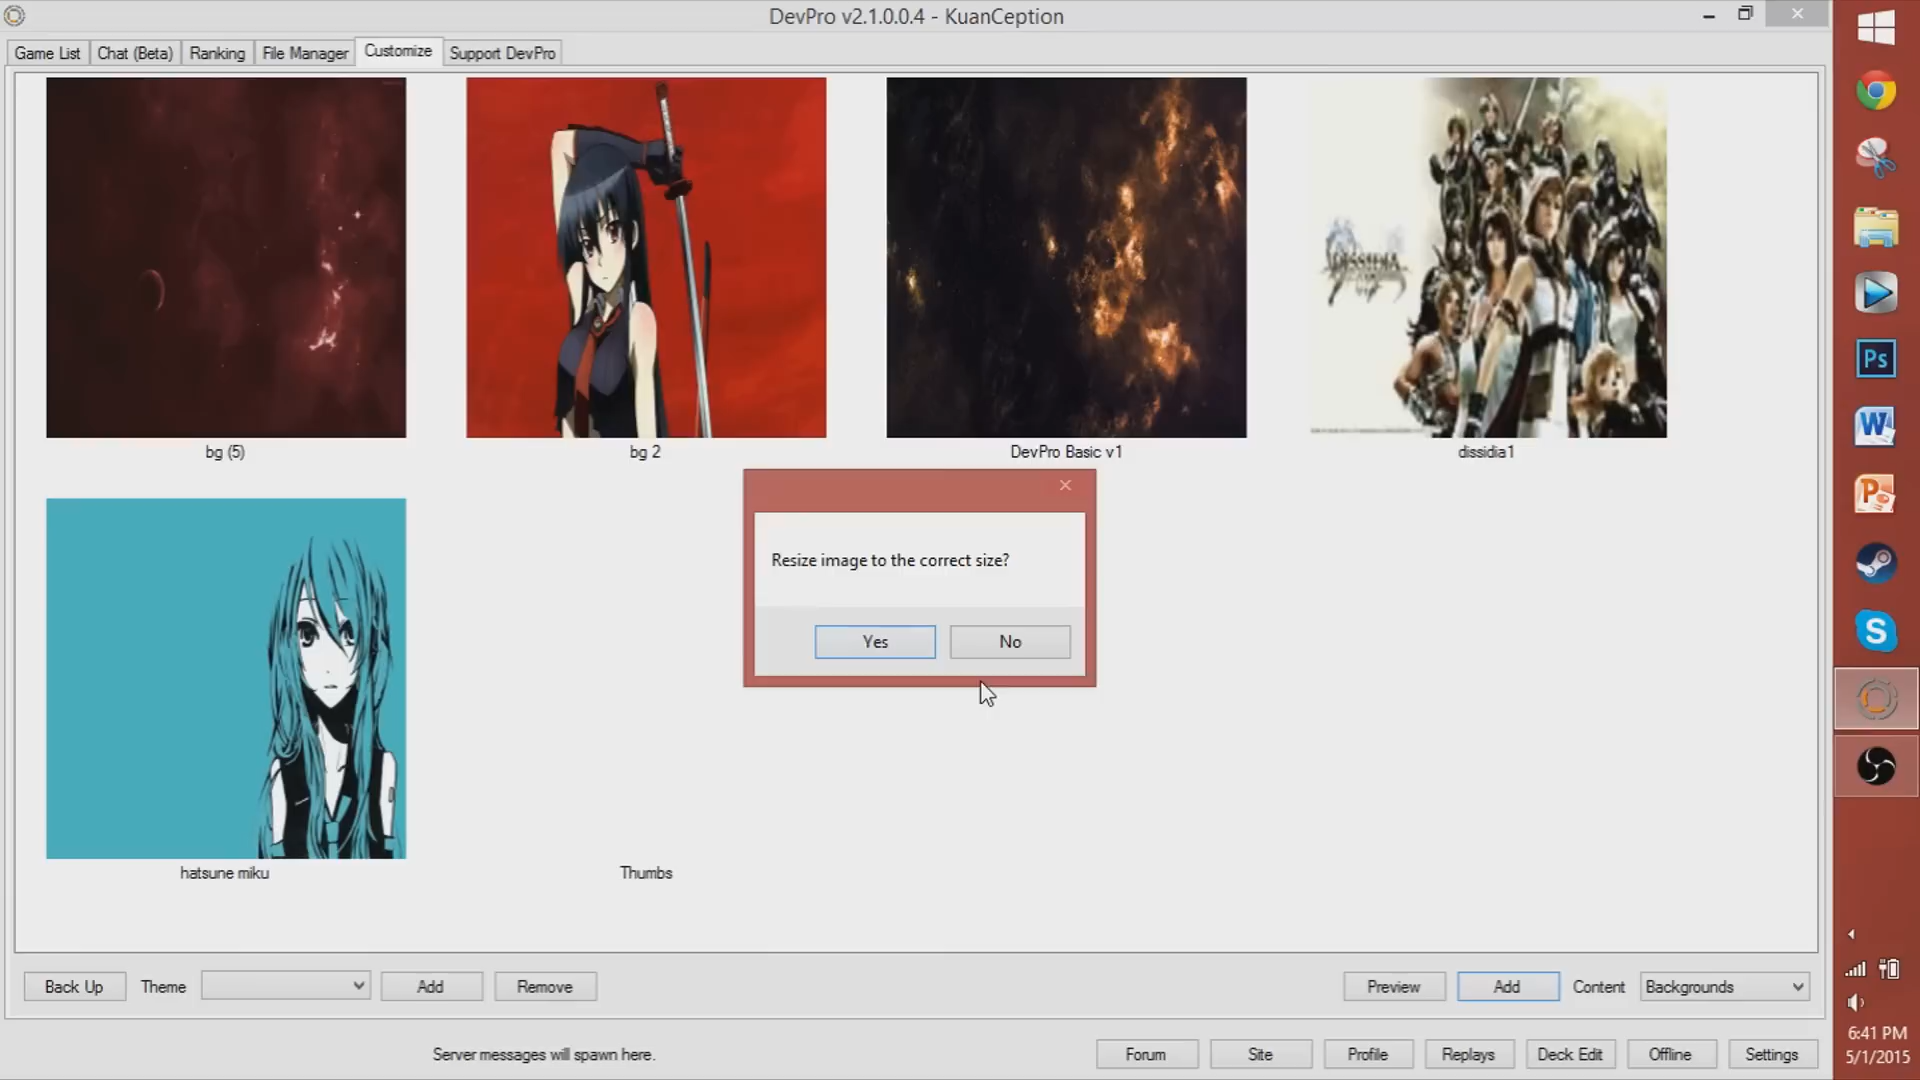 DevPro v2.1.0.0.4 - KuanCeption
Game List
Chat (Beta)
Ranking
File Manager
Customize
Support DevPro
bg (5)
bg 2
DevPro Basic v1
dissidia1
Resize image to the correct size?
Yes
No
hatsune miku
Thumbs
Back Up
Theme
Add
Remove
Preview
Add
Content
Backgrounds
Server messages will spawn here.
Forum
Site
Profile
Replays
Deck Edit
Offline
Settings
Ps
W
P
S
6:41 PM
5/1/2015